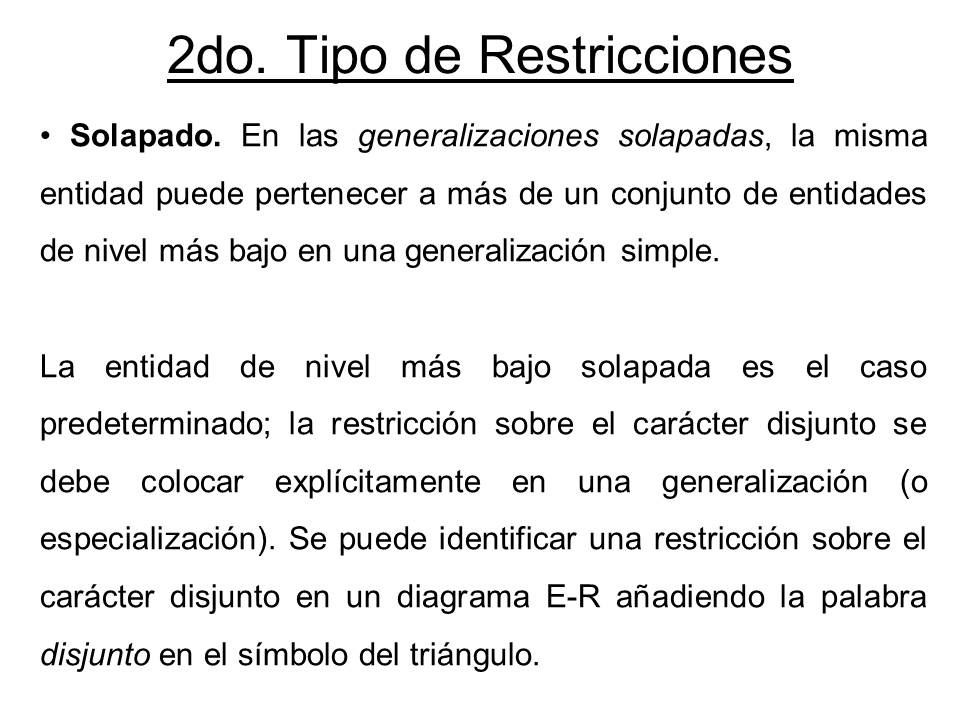 2do. Tipo de Restricciones
• Solapado. En las generalizaciones solapadas, la misma
entidad puede pertenecer a más de un conjunto de entidades
de nivel más bajo en una generalización simple.
La entidad de nivel más bajo solapada es el caso
predeterminado; la restricción sobre el carácter disjunto se
debe colocar explícitamente en una generalización (o
especialización). Se puede identificar una restricción sobre el
carácter disjunto en un diagrama E-R añadiendo la palabra
disjunto en el símbolo del triángulo.